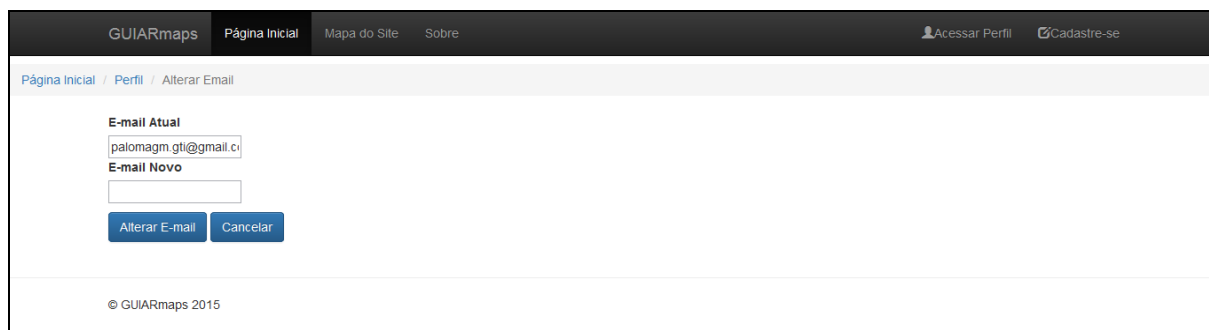 GUIARmaps Página Inicial Mapa do Site Sobre Acessar Perfil Cadastre-se
Página Inicial / Perfil / Alterar Email
E-mail Atual
palomagm.gti@gmail.c
E-mail Novo
Alterar E-mail Cancelar
© GUIARmaps 2015